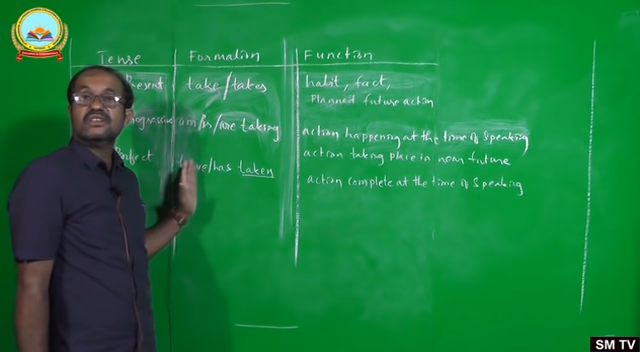 Tense Formation Function
Present take/takes habit, fact,
Planned future action
am/is/are taking action happening at the time of speaking
action taking place in near future
/has taken action complete at the time of speaking
SM TV